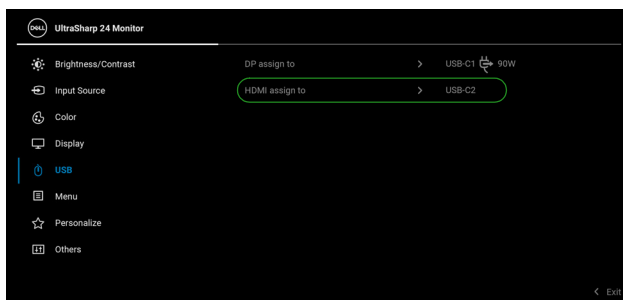 DELL UltraSharp 24 Monitor
Brightness/Contrast DP assign to > USB-C1 90W
Input Source HDMI assign to > USB-C2
Color
Display
USB
Menu
Personalize
Others
< Exit